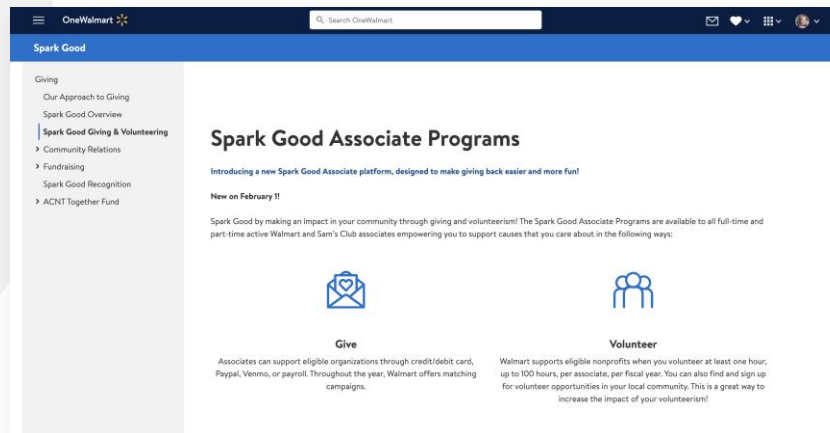 OneWalmart
Search OneWalmart
Spark Good
Giving
Our Approach to Giving
Spark Good Overview
Spark Good Giving & Volunteering
Community Relations
Fundraising
Spark Good Recognition
ACNT Together Fund
Spark Good Associate Programs
Introducing a new Spark Good Associate platform, designed to make giving back easier and more fun!
New on February 1!
Spark Good by making an impact in your community through giving and volunteerism! The Spark Good Associate Programs are available to all full-time and
part-time active Walmart and Sam's Club associates empowering you to support causes that you care about in the following ways:
Give
Associates can support eligible organizations through credit/debit card,
Paypal, Venmo, or payroll. Throughout the year, Walmart offers matching
campaigns.
Volunteer
Walmart supports eligible nonprofits when you volunteer at least one hour,
up to 100 hours, per associate, per fiscal year. You can also find and sign up
for volunteer opportunities in your local community. This is a great way to
increase the impact of your volunteerism!